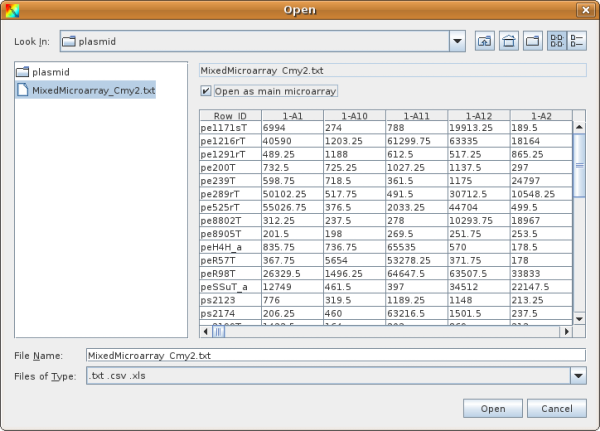 Open
Look In: plasmid
plasmid
MixedMicroarray_Cmy2.txt
MixedMicroarray_Cmy2.txt
Open as main microarray
Row_ID 1-A1 1-A10 1-A11 1-A12 1-A2
pe1171sT 6994 274 788 19913.25 189.5
pe1216rT 40590 1203.25 61299.75 63335 18164
pe1291rT 489.25 1188 612.5 517.25 865.25
pe200T 732.5 725.25 1027.25 1137.5 297
pe239T 598.75 718.5 361.5 1175 24797
pe289rT 50102.25 517.75 491.5 30712.5 10548.25
pe525rT 55026.75 376.5 2033.25 44704 499.5
pe8802T 312.25 237.5 278 10293.75 18967
pe8905T 201.5 198 269.5 251.75 253.5
peH4H_a 835.75 736.75 65535 570 178.5
peR57T 367.75 5654 53278.25 371.75 178
peR98T 26329.5 1496.25 64647.5 63507.5 33833
peSSuT_a 12749 461.5 397 34512 22147.5
ps2123 776 319.5 1189.25 1148 213.25
ps2174 206.25 460 63216.5 1501.5 237.5
File Name: MixedMicroarray_Cmy2.txt
Files of Type: .txt .csv .xls
Open Cancel